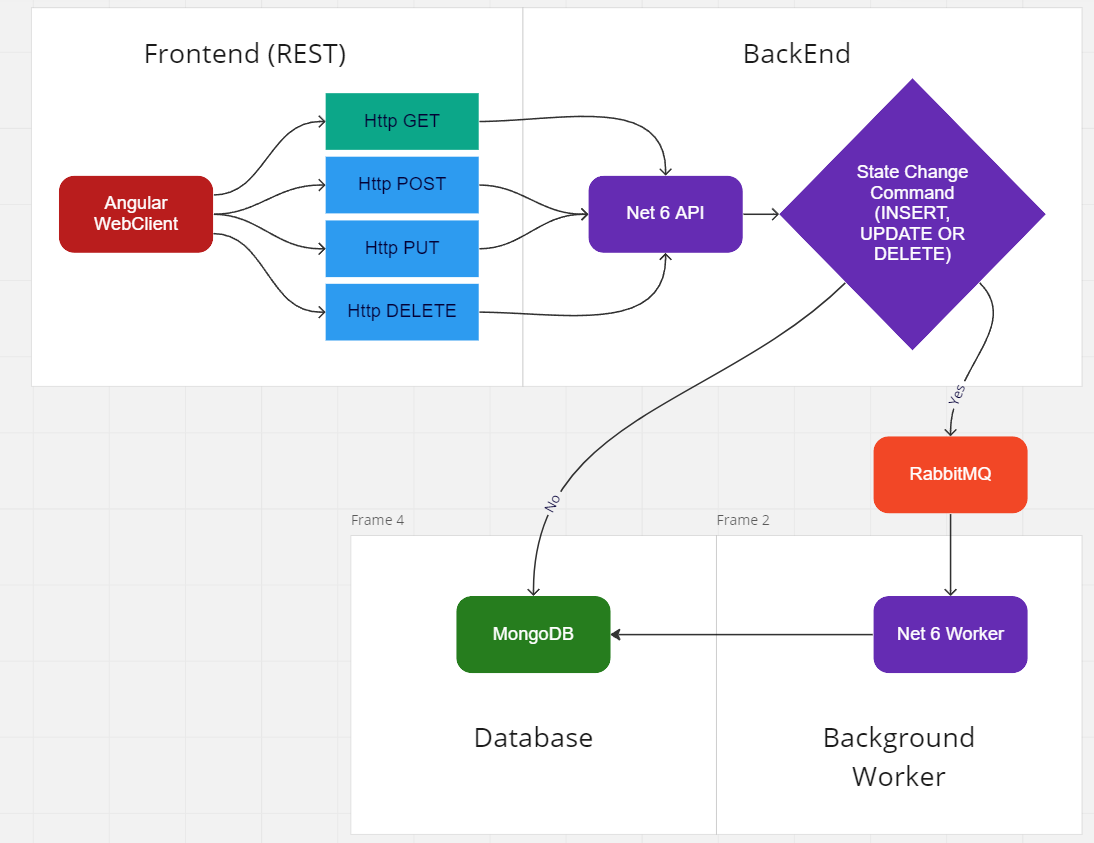 Frontend (REST)
BackEnd
Http GET
Http POST
Http PUT
Http DELETE
Angular
WebClient
Net 6 API
State Change
Command
(INSERT,
UPDATE OR
DELETE)
Yes
No
RabbitMQ
Frame 4
Frame 2
MongoDB
Net 6 Worker
Database
Background
Worker